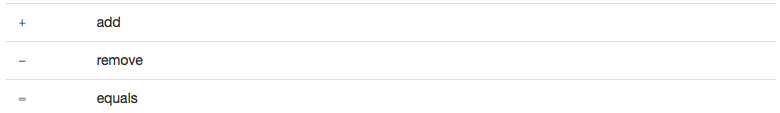 + add
− remove
= equals